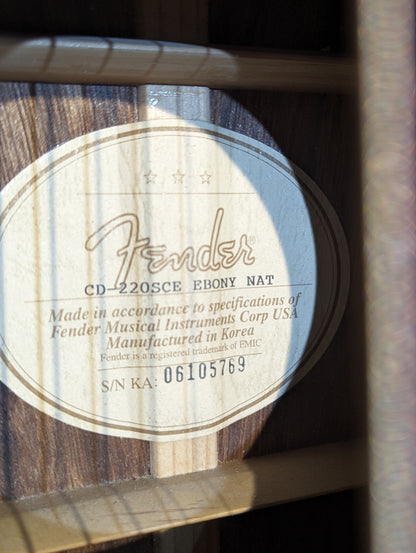 Fender®
CD-220SCE EBONY NAT
Made in accordance to specifications of
Fender Musical Instruments Corp USA
Manufactured in Korea
Fender is a registered trademark of FMIC
S/N KA: 06105769